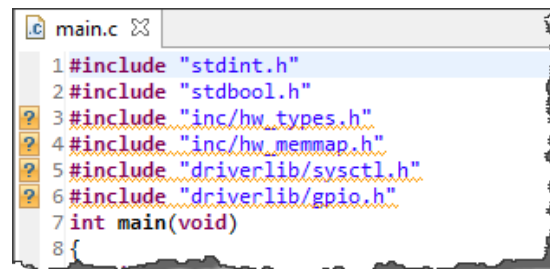 .c main.c
1 #include "stdint.h"
2 #include "stdbool.h"
? 3 #include "inc/hw_types.h"
? 4 #include "inc/hw_memmap.h"
? 5 #include "driverlib/sysctl.h"
? 6 #include "driverlib/gpio.h"
7 int main(void)
8 {